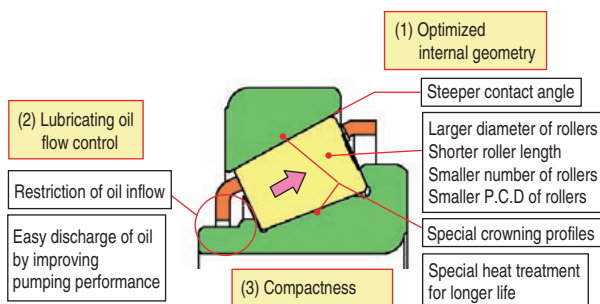 (1) Optimized
internal geometry
Steeper contact angle
Larger diameter of rollers
Shorter roller length
Smaller number of rollers
Smaller P.C.D of rollers
Special crowning profiles
Special heat treatment
for longer life
(2) Lubricating oil
flow control
Restriction of oil inflow
Easy discharge of oil
by improving
pumping performance
(3) Compactness